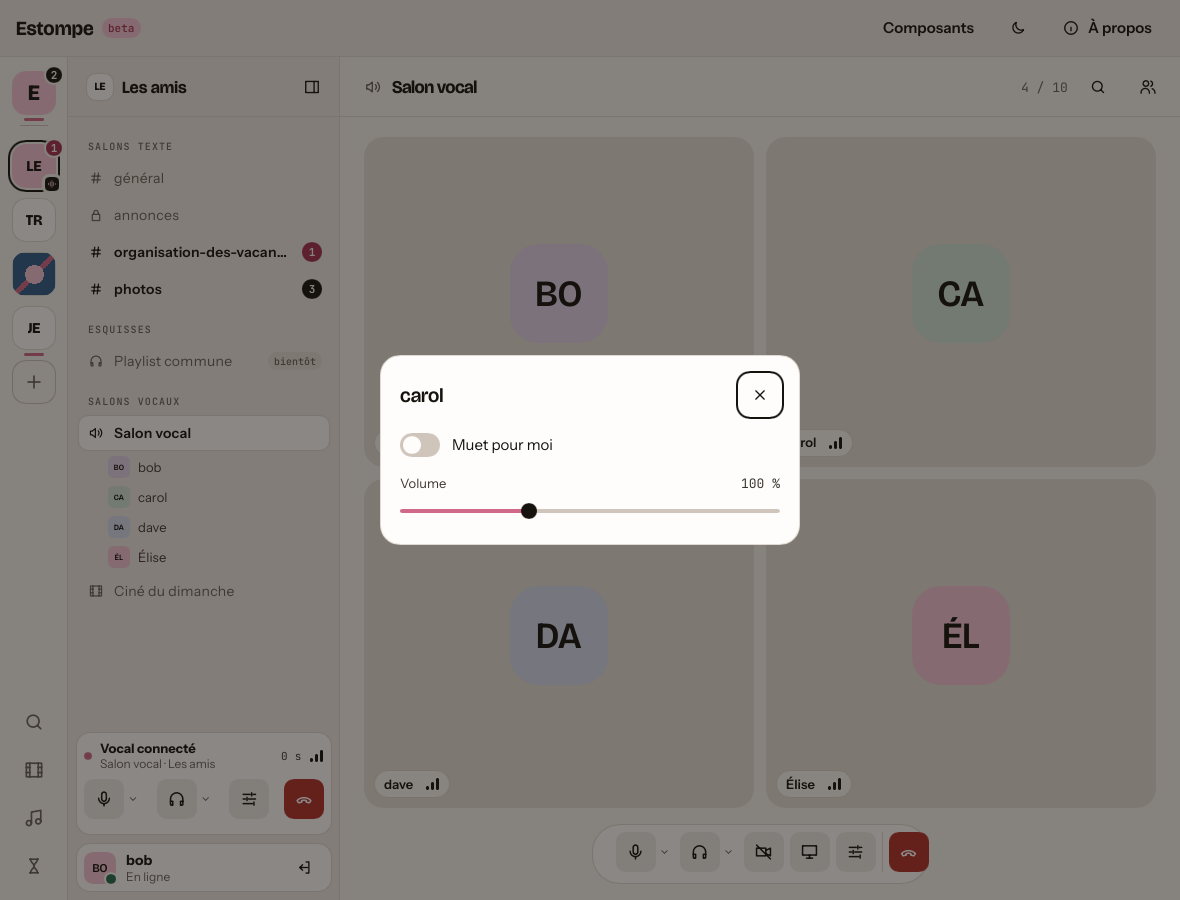 Estompe beta
Composants
À propos
E 2
LE 1
TR
JE
LE Les amis
SALONS TEXTE
# général
annonces
# organisation-des-vacan... 1
# photos 3
ESQUISSES
Playlist commune bientôt
SALONS VOCAUX
Salon vocal
BO bob
CA carol
DA dave
ÉL Élise
Ciné du dimanche
Vocal connecté
Salon vocal · Les amis
0 s
BO bob
En ligne
Salon vocal
4 / 10
BO
CA
rol
carol
Muet pour moi
Volume 100 %
DA
dave
ÉL
Élise